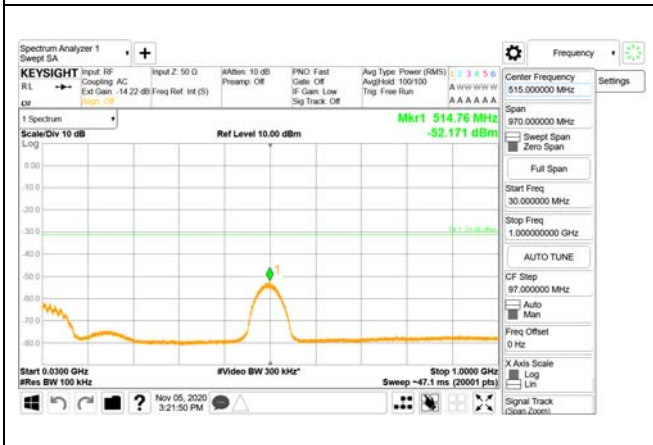 Spectrum Analyzer 1
Swept SA
+
Frequency
KEYSIGHT
Input: RF
Input Z: 50 Ω
#Atten: 10 dB
PNO: Fast
Avg Type: Power (RMS)
1 2 3 4 5 6
RL
Coupling: AC
Preamp: Off
Gate: Off
Avg|Hold: 100/100
A W W W W W
Ext Gain: -14.22 dB
Freq Ref: Int (S)
IF Gain: Low
Trig: Free Run
Align: Off
Sig Track: Off
A A A A A A
Center Frequency
515.000000 MHz
Settings
1 Spectrum
Mkr1 514.76 MHz
Scale/Div 10 dB
Ref Level 10.00 dBm
-52.171 dBm
Log
0.00
-10.0
-20.0
-30.0
-40.0
-60.0
-70.0
-80.0
1
Span
970.000000 MHz
Swept Span
Zero Span
Full Span
Start Freq
30.000000 MHz
Stop Freq
1.000000000 GHz
AUTO TUNE
CF Step
97.000000 MHz
Auto
Man
Freq Offset
0 Hz
X Axis Scale
Log
Lin
Signal Track
(Span Zoom)
Start 0.0300 GHz
#Video BW 300 kHz*
Stop 1.0000 GHz
#Res BW 100 kHz
Sweep ~47.1 ms (20001 pts)
?
Nov 05, 2020
3:21:50 PM